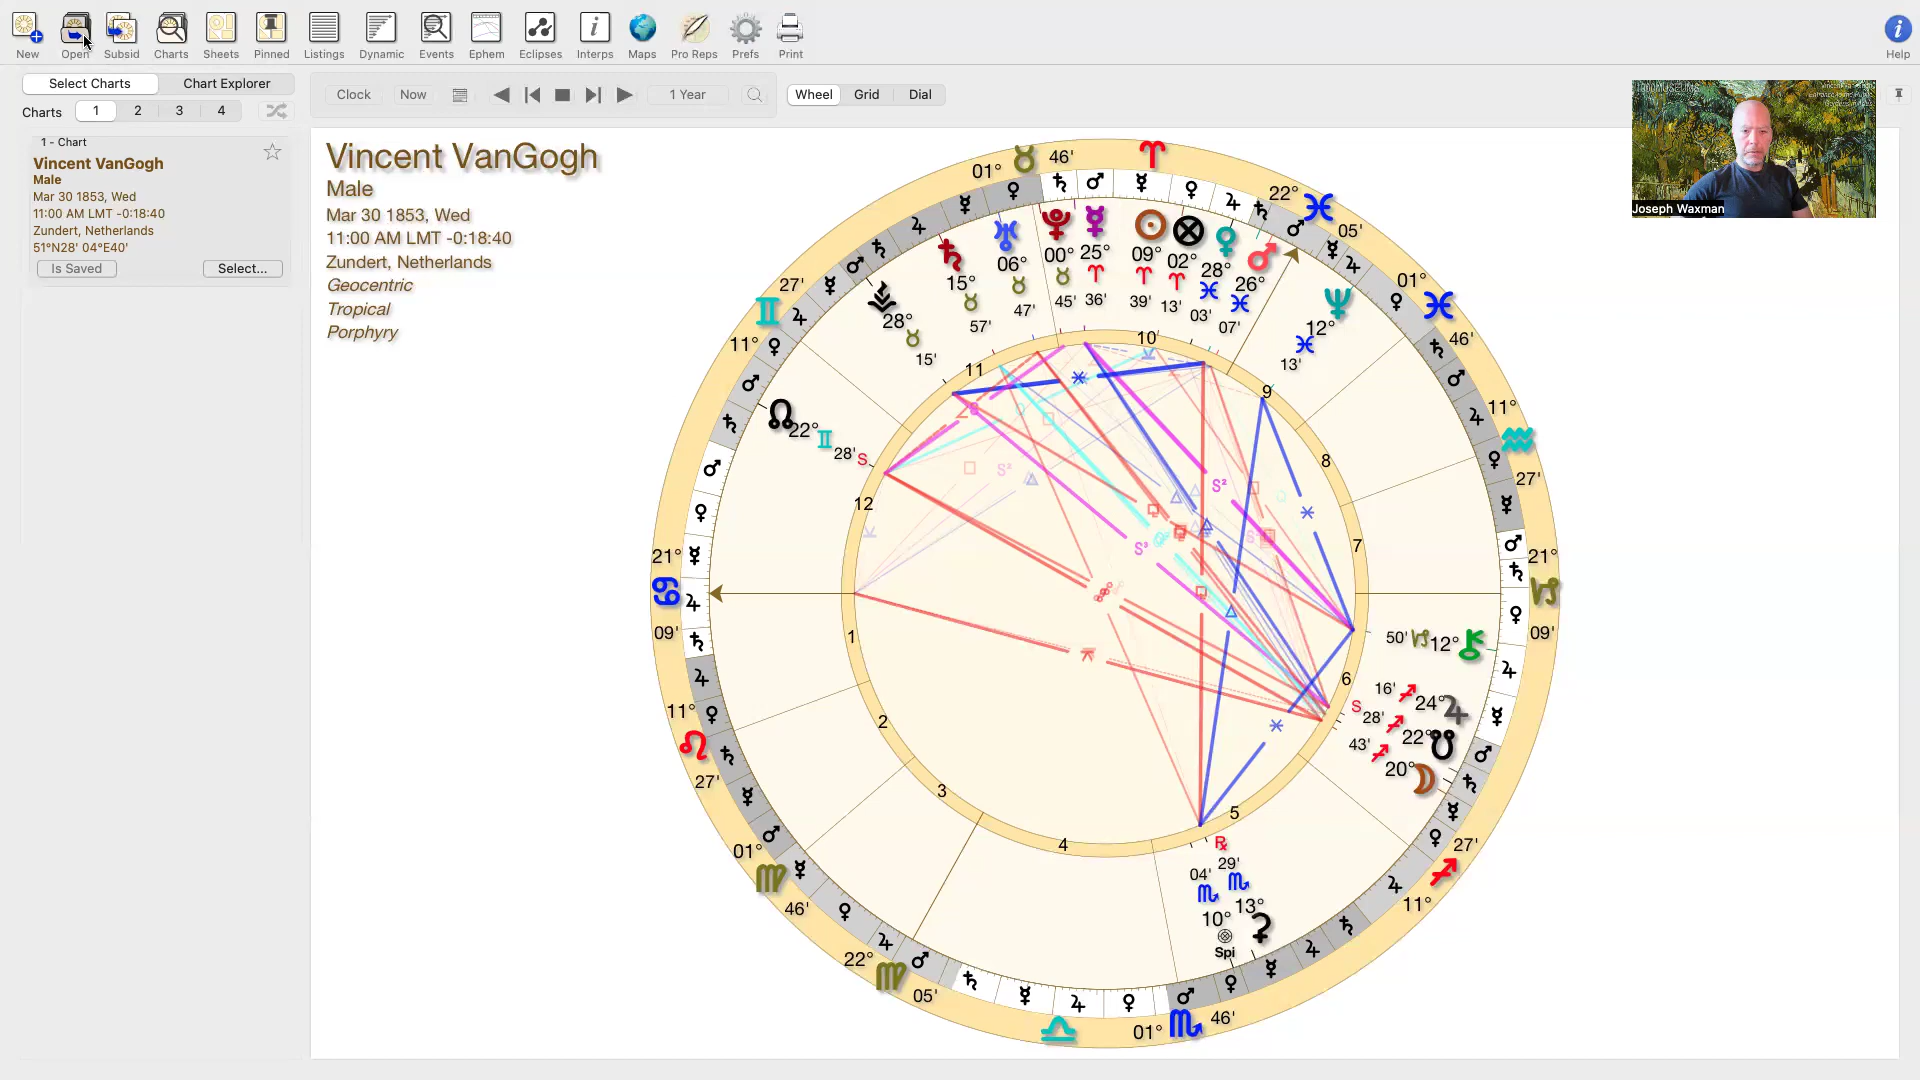 New
Open
Subsid
Charts
Sheets
Pinned
Listings
Dynamic
Events
Ephem
Eclipses
Interps
Maps
Pro Reps
Prefs
Print
Help
Select Charts
Chart Explorer
Charts 1 2 3 4
Clock
Now
1 Year
Wheel
Grid
Dial
1 - Chart
Vincent VanGogh
Male
Mar 30 1853, Wed
11:00 AM LMT -0:18:40
Zundert, Netherlands
51°N28' 04°E40'
Is Saved
Select...
Vincent VanGogh
Male
Mar 30 1853, Wed
11:00 AM LMT -0:18:40
Zundert, Netherlands
Geocentric
Tropical
Porphyry
Joseph Waxman
01° ♉ 46'
♈
22° ♓ 05'
01° ♓ 46'
11° ♒ 27'
21° ♑ 09'
27' ♐ 11°
01° ♏ 46'
♎
22° ♍ 05'
01° ♍ 46'
11° ♌ 27'
21° ♋ 09'
11° ♊ 27'
28° ♉ 15'
15° ♉ 57'
06° ♉ 47'
00° ♉ 45'
25° ♈ 36'
09° ♈ 39'
02° ♈ 13'
28° ♓ 03'
26° ♓ 07'
12° ♓ 13'
22° ♊ 28' S
50' ♑ 12°
16' ♐ 24°
S 28' ♐ 22°
43' ♐ 20°
04' ♏ 10°
Spi
29' ♏ 13°
1
2
3
4
5
6
7
8
9
10
11
12
S²
S³